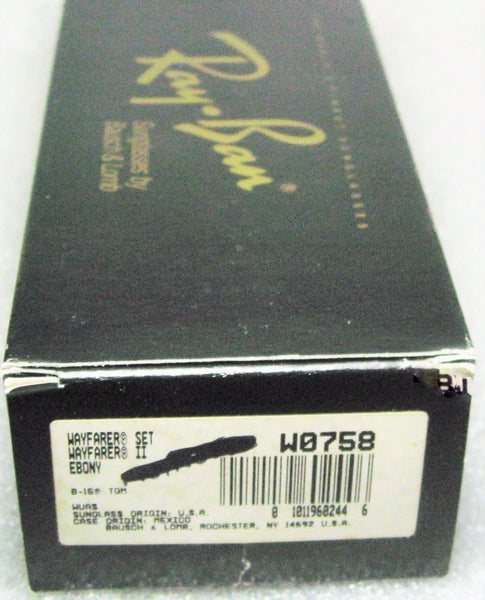 Ray-Ban®
Sunglasses by
Bausch & Lomb
WAYFARER® SET
WAYFARER® II
EBONY
W0758
B-15® TGM
WUAS
SUNGLASS ORIGIN: U.S.A.
CASE ORIGIN: MEXICO
BAUSCH & LOMB, ROCHESTER, NY 14692 U.S.A.
0 1011960244 6